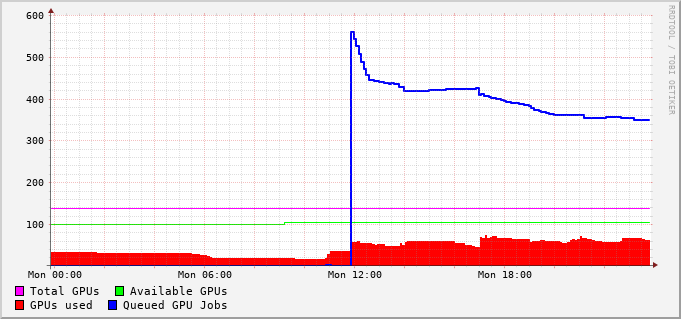 600
500
400
300
200
100
Mon 00:00 Mon 06:00 Mon 12:00 Mon 18:00
Total GPUs Available GPUs
GPUs used Queued GPU Jobs
RRDTOOL / TOBI OETIKER